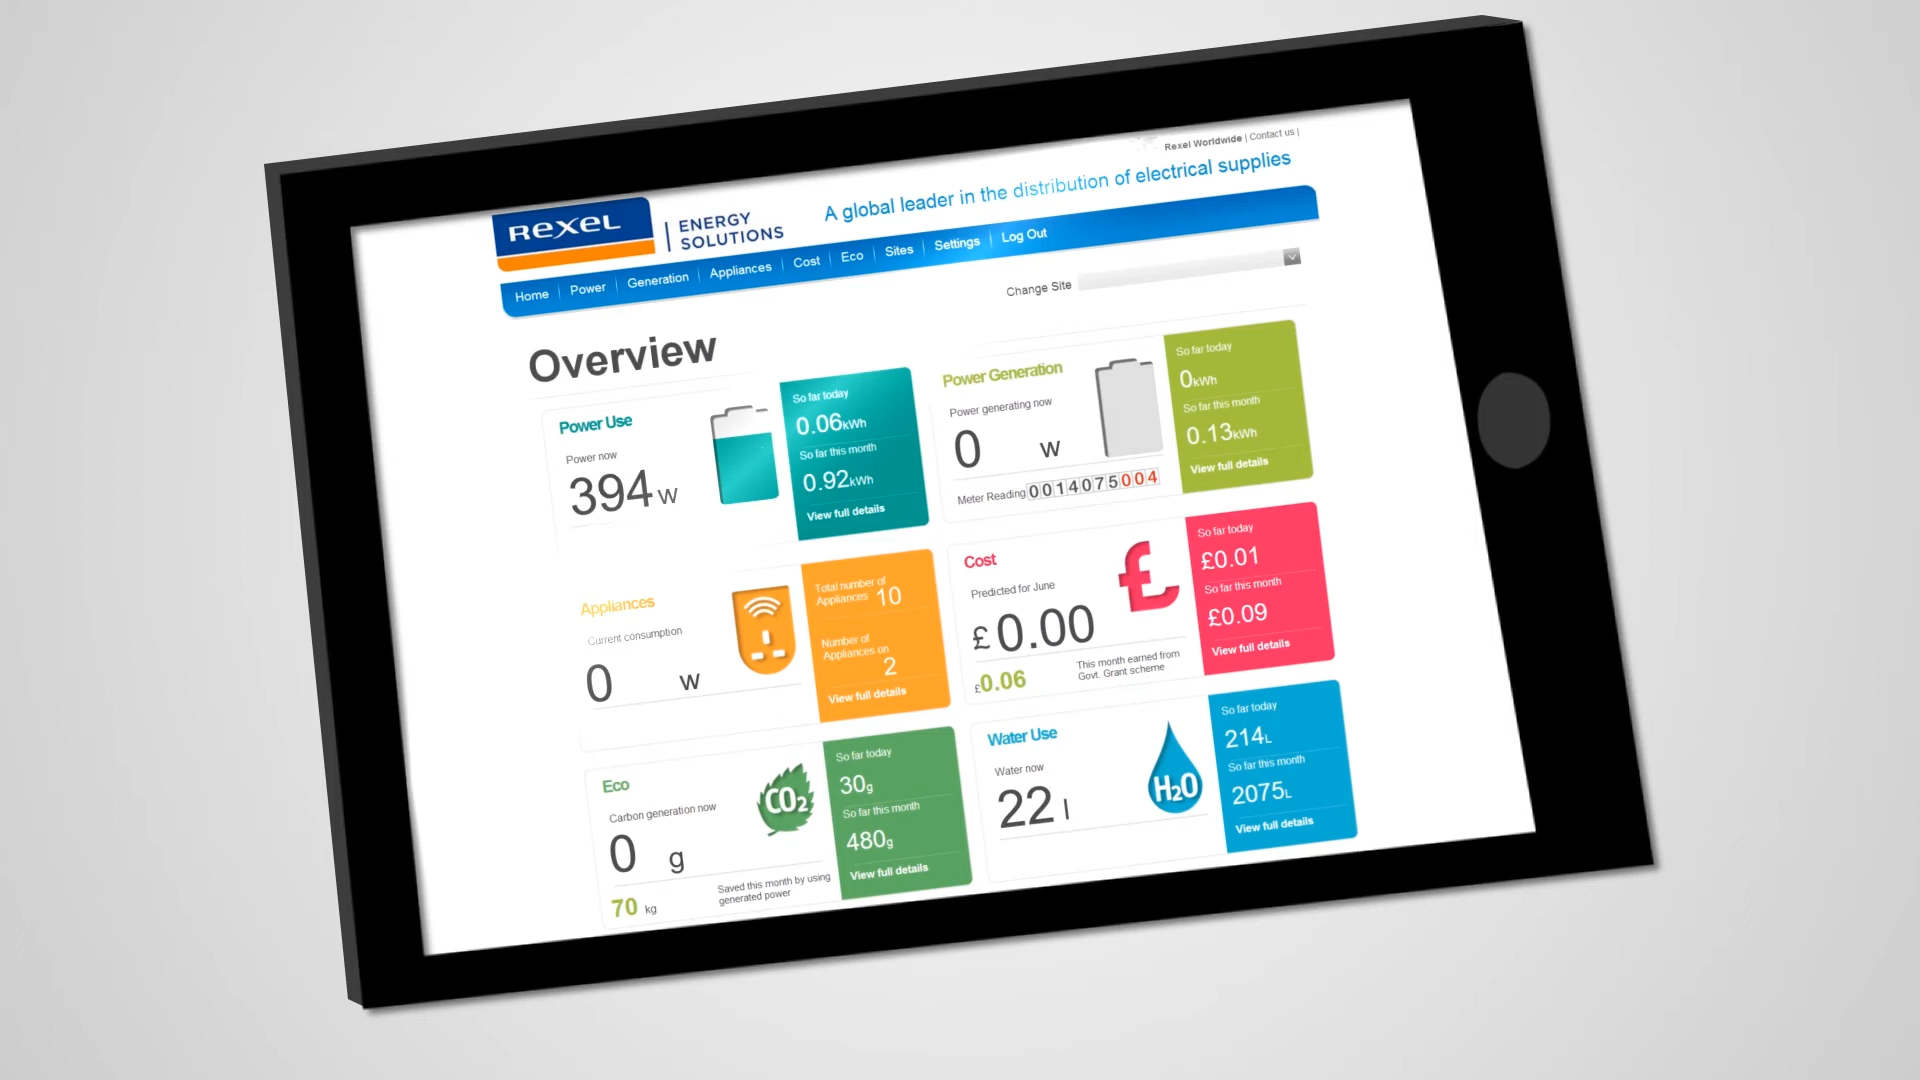 Rexel Worldwide | Contact us |
REXEL
ENERGY
SOLUTIONS
A global leader in the distribution of electrical supplies
Home | Power | Generation | Appliances | Cost | Eco | Sites | Settings | Log Out
Change Site
Overview
Power Use
Power now
394 W
So far today
0.06kWh
So far this month
0.92kWh
View full details
Power Generation
Power generating now
0 W
Meter Reading 0014075004
So far today
0kWh
So far this month
0.13kWh
View full details
Appliances
Current consumption
0 W
Total number of
Appliances 10
Number of
Appliances on
2
View full details
Cost
Predicted for June
£0.00
£0.06
This month earned from
Govt. Grant scheme
£
So far today
£0.01
So far this month
£0.09
View full details
Eco
Carbon generation now
0 g
70 kg
Saved this month by using
generated power
CO2
So far today
30g
So far this month
480g
View full details
Water Use
Water now
22 l
H2O
So far today
214L
So far this month
2075L
View full details